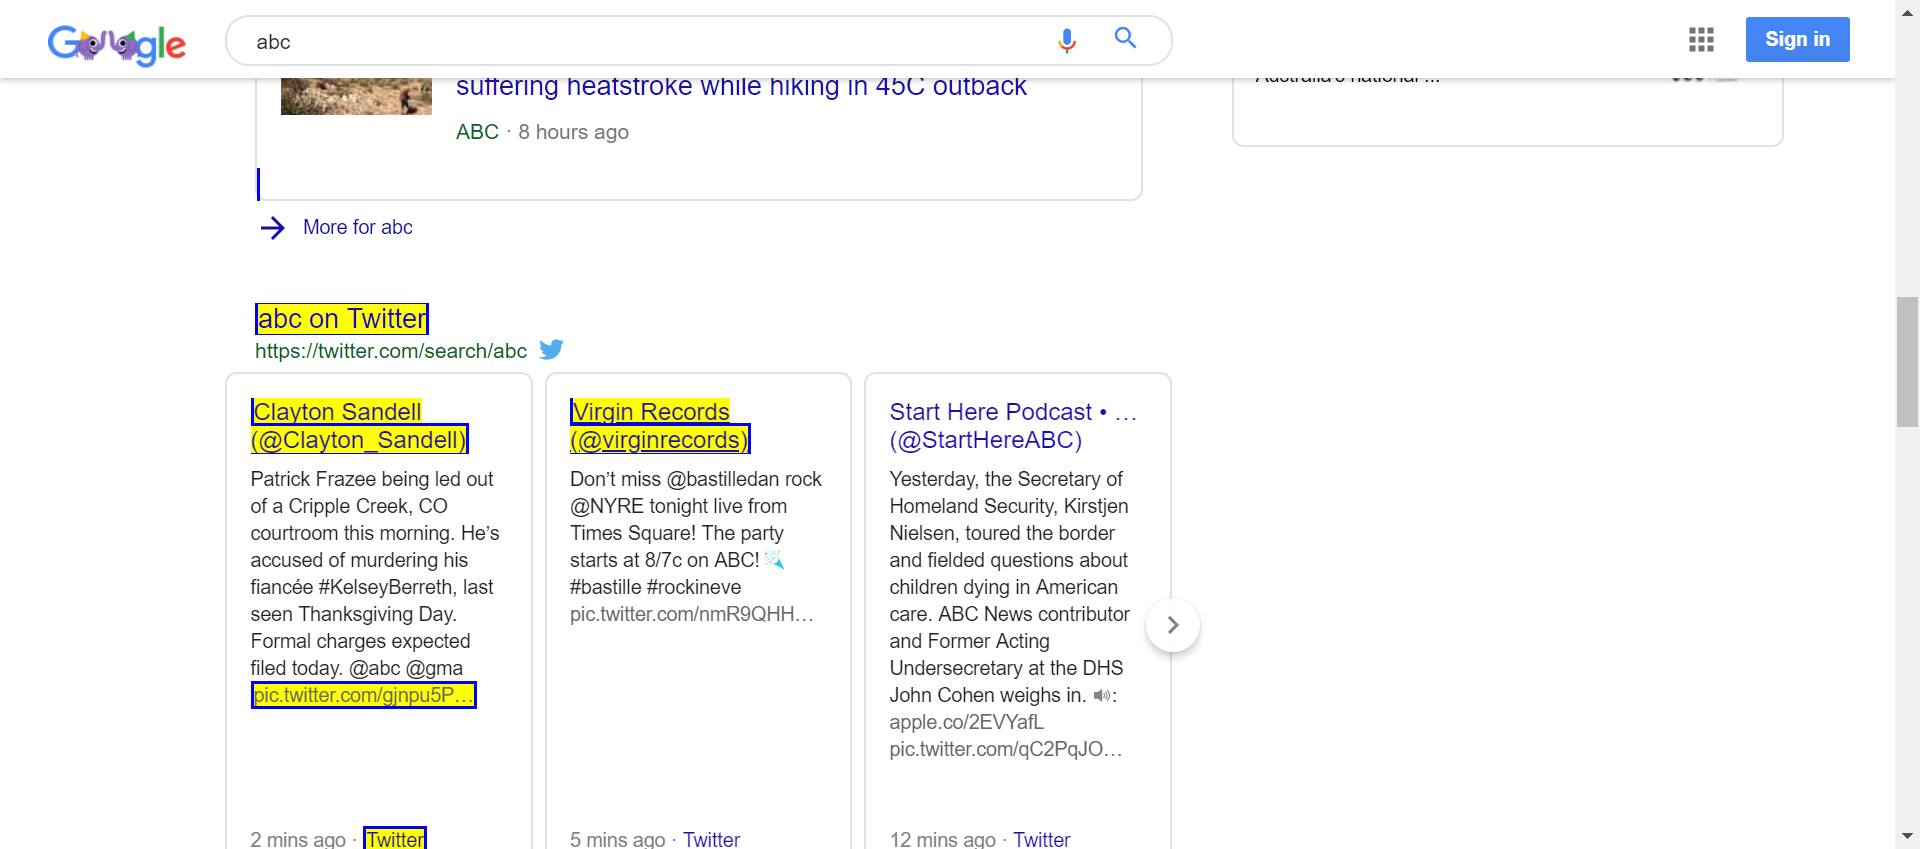 Google
abc
Sign in
suffering heatstroke while hiking in 45C outback
Australia's national ...
ABC · 8 hours ago
More for abc
abc on Twitter
https://twitter.com/search/abc
Clayton Sandell
(@Clayton_Sandell)
Patrick Frazee being led out
of a Cripple Creek, CO
courtroom this morning. He’s
accused of murdering his
fiancée #KelseyBerreth, last
seen Thanksgiving Day.
Formal charges expected
filed today. @abc @gma
pic.twitter.com/gjnpu5P…
2 mins ago · Twitter
Virgin Records
(@virginrecords)
Don’t miss @bastilledan rock
@NYRE tonight live from
Times Square! The party
starts at 8/7c on ABC!
#bastille #rockineve
pic.twitter.com/nmR9QHH…
5 mins ago · Twitter
Start Here Podcast • …
(@StartHereABC)
Yesterday, the Secretary of
Homeland Security, Kirstjen
Nielsen, toured the border
and fielded questions about
children dying in American
care. ABC News contributor
and Former Acting
Undersecretary at the DHS
John Cohen weighs in. 🔊:
apple.co/2EVYafL
pic.twitter.com/qC2PqJO…
12 mins ago · Twitter